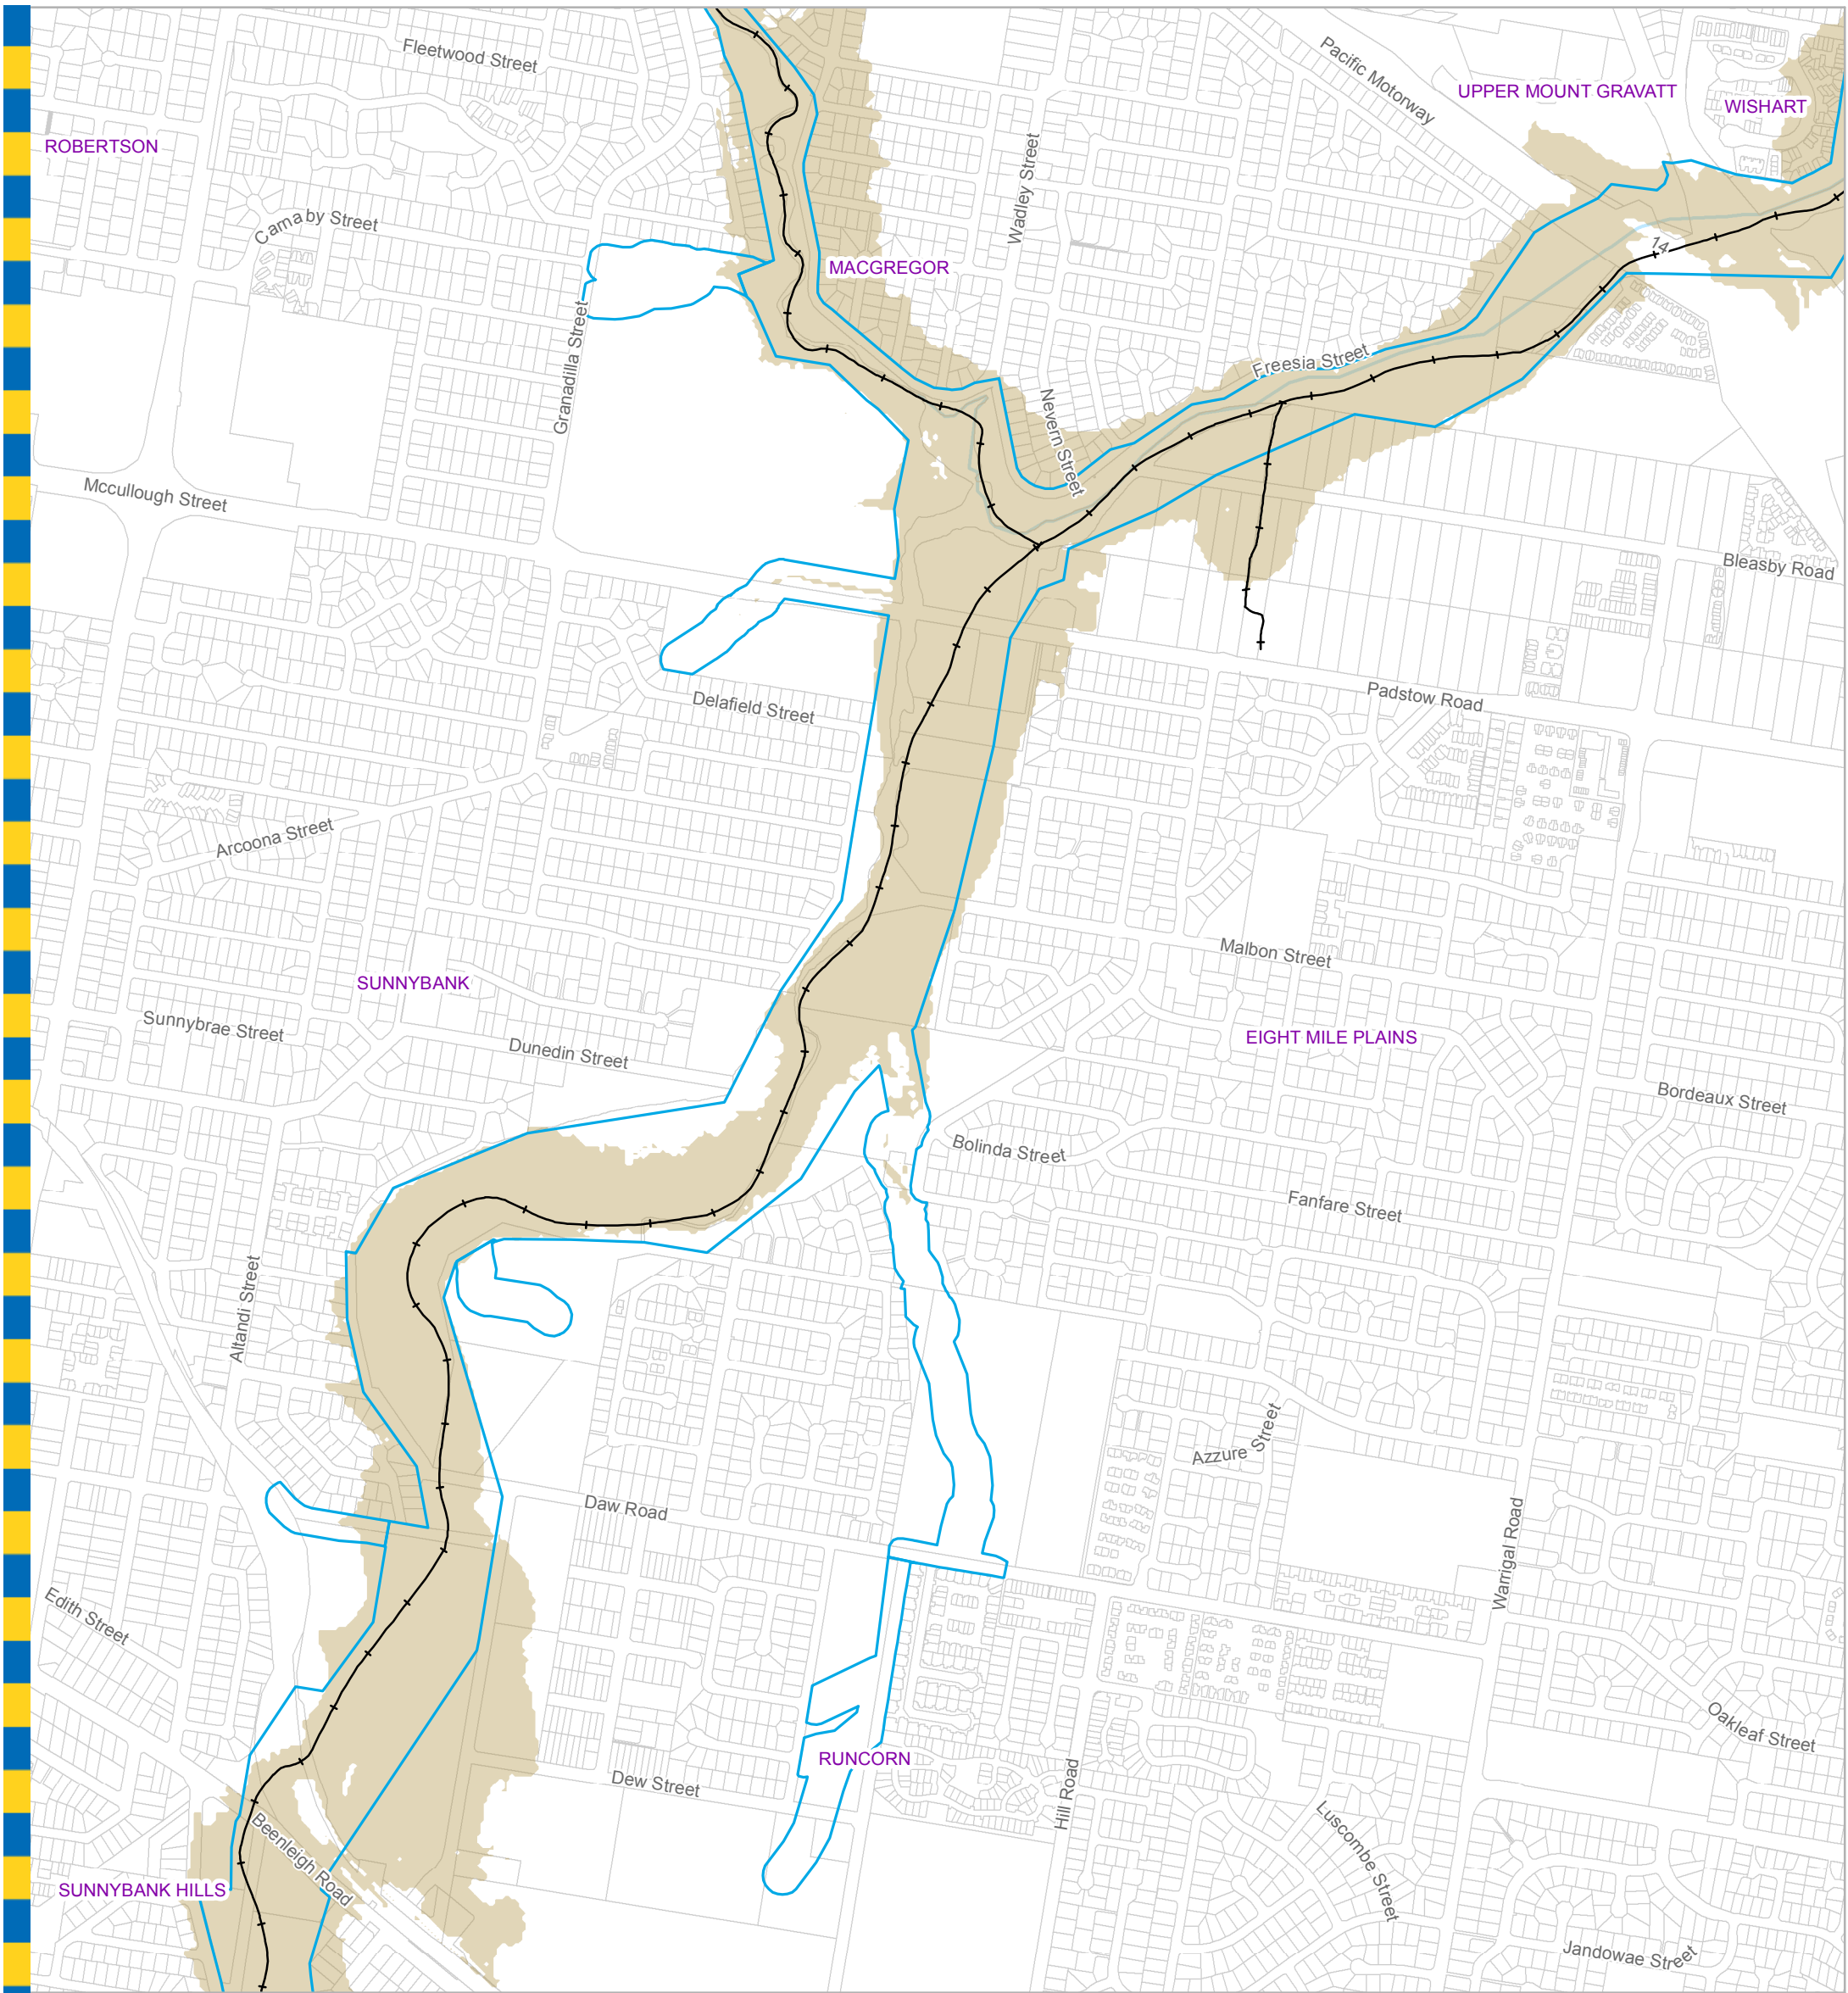 Fleetwood Street
Pacific Motorway
UPPER MOUNT GRAVATT
WISHART
ROBERTSON
Carnaby Street
Wadley Street
14
MACGREGOR
Granadilla Street
Freesia Street
Nevern Street
Mccullough Street
Bleasby Road
Delafield Street
Padstow Road
Arcoona Street
Malbon Street
SUNNYBANK
Sunnybrae Street
Dunedin Street
EIGHT MILE PLAINS
Bordeaux Street
Bolinda Street
Fanfare Street
Altandi Street
Azzure Street
Daw Road
Warrigal Road
Edith Street
Oakleaf Street
RUNCORN
Dew Street
Hill Road
Beenleigh Road
Luscombe Street
SUNNYBANK HILLS
Jandowae Street